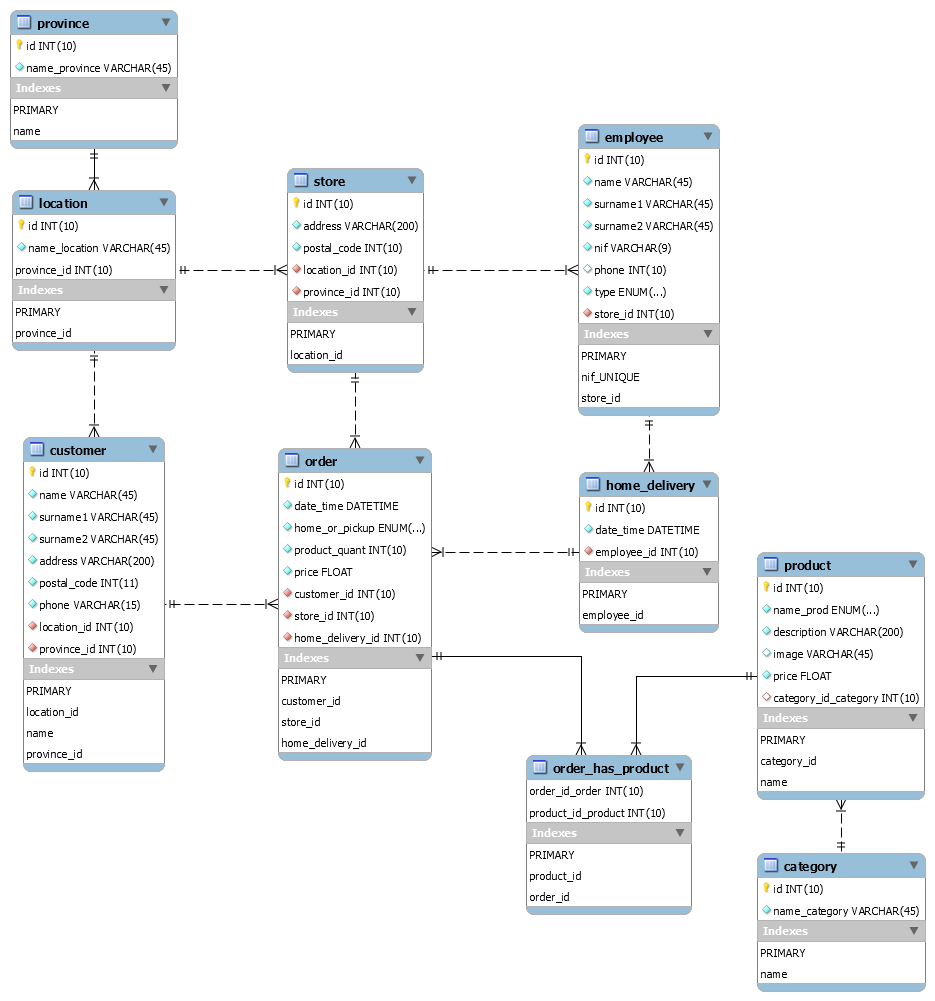 province
id INT(10)
name_province VARCHAR(45)
Indexes
PRIMARY
name
location
id INT(10)
name_location VARCHAR(45)
province_id INT(10)
Indexes
PRIMARY
province_id
store
id INT(10)
address VARCHAR(200)
postal_code INT(10)
location_id INT(10)
province_id INT(10)
Indexes
PRIMARY
location_id
employee
id INT(10)
name VARCHAR(45)
surname1 VARCHAR(45)
surname2 VARCHAR(45)
nif VARCHAR(9)
phone INT(10)
type ENUM(...)
store_id INT(10)
Indexes
PRIMARY
nif_UNIQUE
store_id
customer
id INT(10)
name VARCHAR(45)
surname1 VARCHAR(45)
surname2 VARCHAR(45)
address VARCHAR(200)
postal_code INT(11)
phone VARCHAR(15)
location_id INT(10)
province_id INT(10)
Indexes
PRIMARY
location_id
name
province_id
order
id INT(10)
date_time DATETIME
home_or_pickup ENUM(...)
product_quant INT(10)
price FLOAT
customer_id INT(10)
store_id INT(10)
home_delivery_id INT(10)
Indexes
PRIMARY
customer_id
store_id
home_delivery_id
home_delivery
id INT(10)
date_time DATETIME
employee_id INT(10)
Indexes
PRIMARY
employee_id
product
id INT(10)
name_prod ENUM(...)
description VARCHAR(200)
image VARCHAR(45)
price FLOAT
category_id_category INT(10)
Indexes
PRIMARY
category_id
name
order_has_product
order_id_order INT(10)
product_id_product INT(10)
Indexes
PRIMARY
product_id
order_id
category
id INT(10)
name_category VARCHAR(45)
Indexes
PRIMARY
name